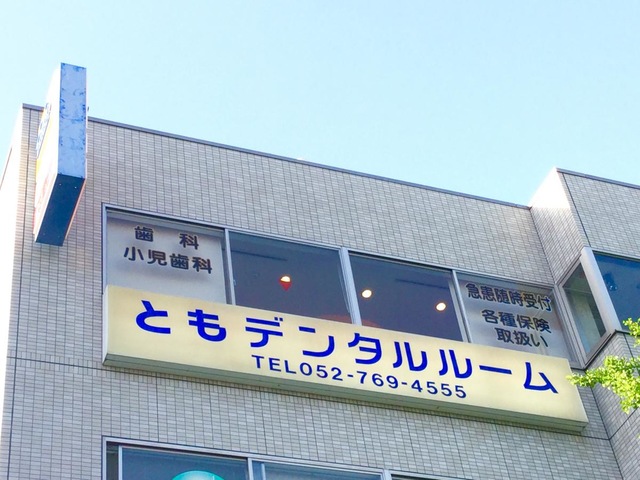 歯科
小児歯科
急患随時受付
各種保険
取扱い
ともデンタルルーム
TEL052-769-4555